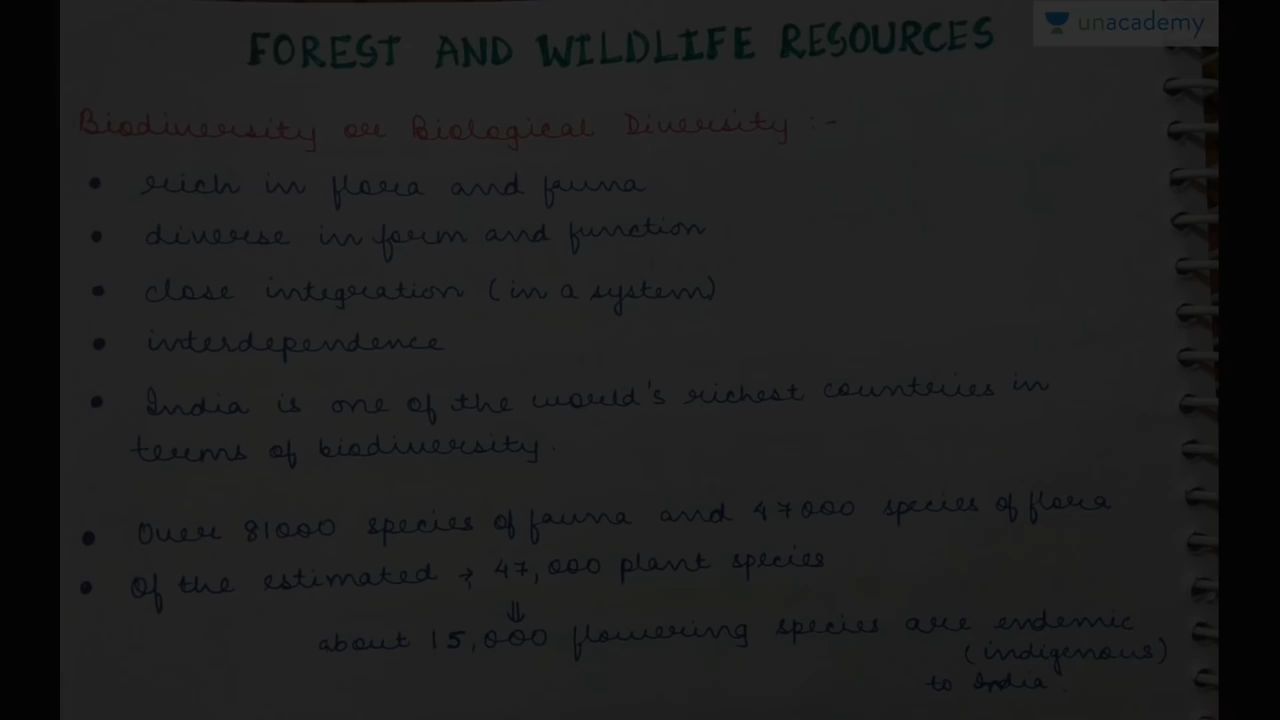 FOREST AND WILDLIFE RESOURCES
unacademy
Biodiversity or Biological Diversity :-
• rich in flora and fauna
• diverse in form and function
• close integration (in a system)
• interdependence
• India is one of the world's richest countries in
terms of biodiversity.
• Over 81000 species of fauna and 47000 species of flora
• Of the estimated → 47,000 plant species
⇓
about 15,000 flowering species are endemic
(indigenous)
to India.